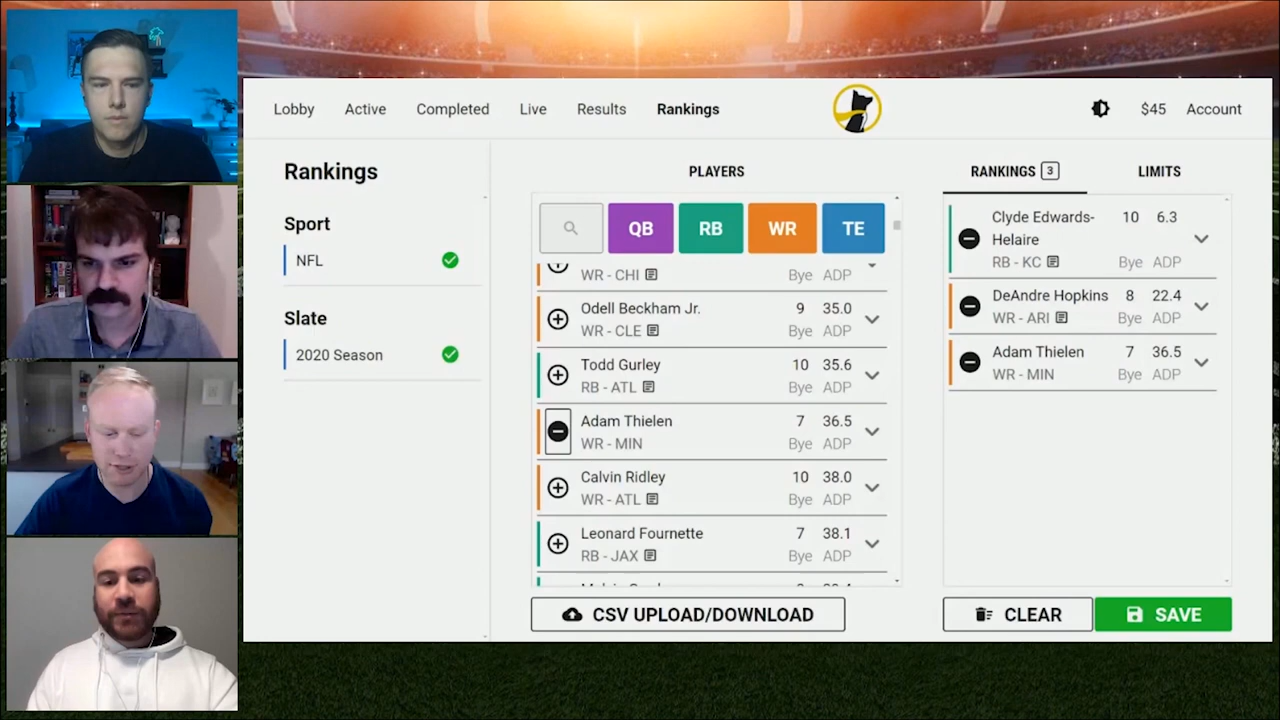 Lobby Active Completed Live Results Rankings $45 Account
Rankings
Sport
NFL
Slate
2020 Season
PLAYERS
QB RB WR TE
WR - CHI Bye ADP
Odell Beckham Jr. 9 35.0
WR - CLE Bye ADP
Todd Gurley 10 35.6
RB - ATL Bye ADP
Adam Thielen 7 36.5
WR - MIN Bye ADP
Calvin Ridley 10 38.0
WR - ATL Bye ADP
Leonard Fournette 7 38.1
RB - JAX Bye ADP
CSV UPLOAD/DOWNLOAD
RANKINGS 3 LIMITS
Clyde Edwards- 10 6.3
Helaire
RB - KC Bye ADP
DeAndre Hopkins 8 22.4
WR - ARI Bye ADP
Adam Thielen 7 36.5
WR - MIN Bye ADP
CLEAR SAVE